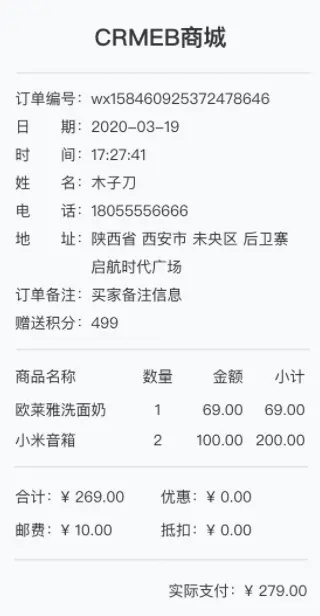 CRMEB商城
订单编号：wx158460925372478646
日 期：2020-03-19
时 间：17:27:41
姓 名：木子刀
电 话：18055556666
地 址：陕西省 西安市 未央区 后卫寨
启航时代广场
订单备注：买家备注信息
赠送积分：499
商品名称 数量 金额 小计
欧莱雅洗面奶 1 69.00 69.00
小米音箱 2 100.00 200.00
合计：¥ 269.00 优惠：¥ 0.00
邮费：¥ 10.00 抵扣：¥ 0.00
实际支付：¥ 279.00